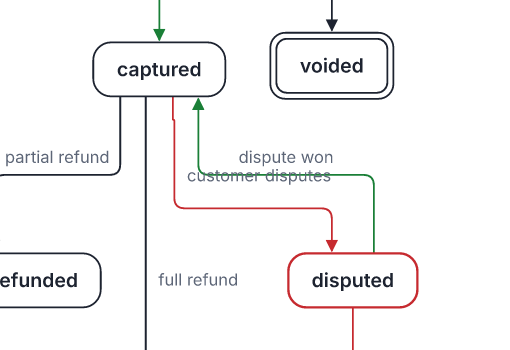 captured
voided
partial refund
dispute won
customer disputes
efunded
full refund
disputed